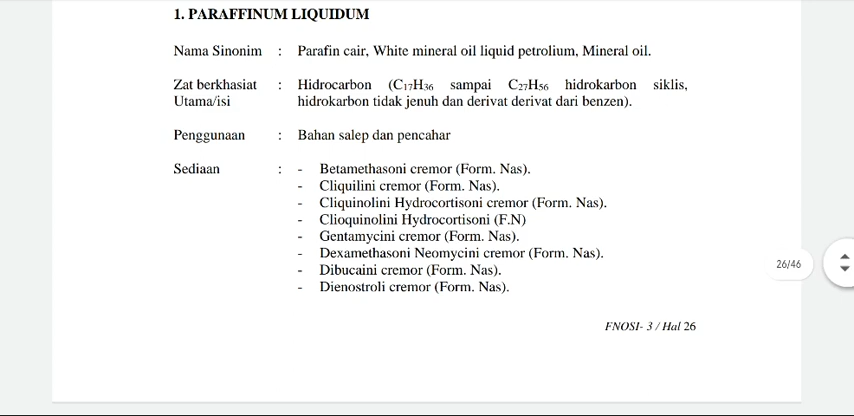 1. PARAFFINUM LIQUIDUM
Nama Sinonim : Parafin cair, White mineral oil liquid petrolium, Mineral oil.
Zat berkhasiat Utama/isi : Hidrocarbon (C₁₇H₃₆ sampai C₂₇H₅₆ hidrokarbon siklis,
hidrokarbon tidak jenuh dan derivat derivat dari benzen).
Penggunaan : Bahan salep dan pencahar
Sediaan : - Betamethasoni cremor (Form. Nas).
- Cliquilini cremor (Form. Nas).
- Cliquinolini Hydrocortisoni cremor (Form. Nas).
- Clioquinolini Hydrocortisoni (F.N)
- Gentamycini cremor (Form. Nas).
- Dexamethasoni Neomycini cremor (Form. Nas).
- Dibucaini cremor (Form. Nas).
- Dienostroli cremor (Form. Nas).
26/46
FNOSI- 3 / Hal 26